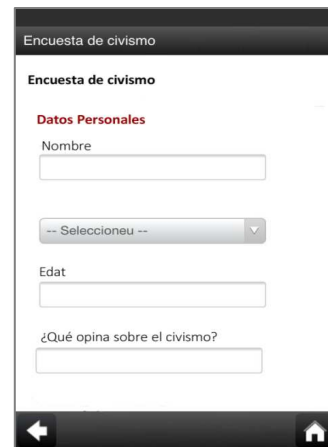 Encuesta de civismo
Encuesta de civismo
Datos Personales
Nombre
-- Seleccioneu --
Edat
¿Qué opina sobre el civismo?